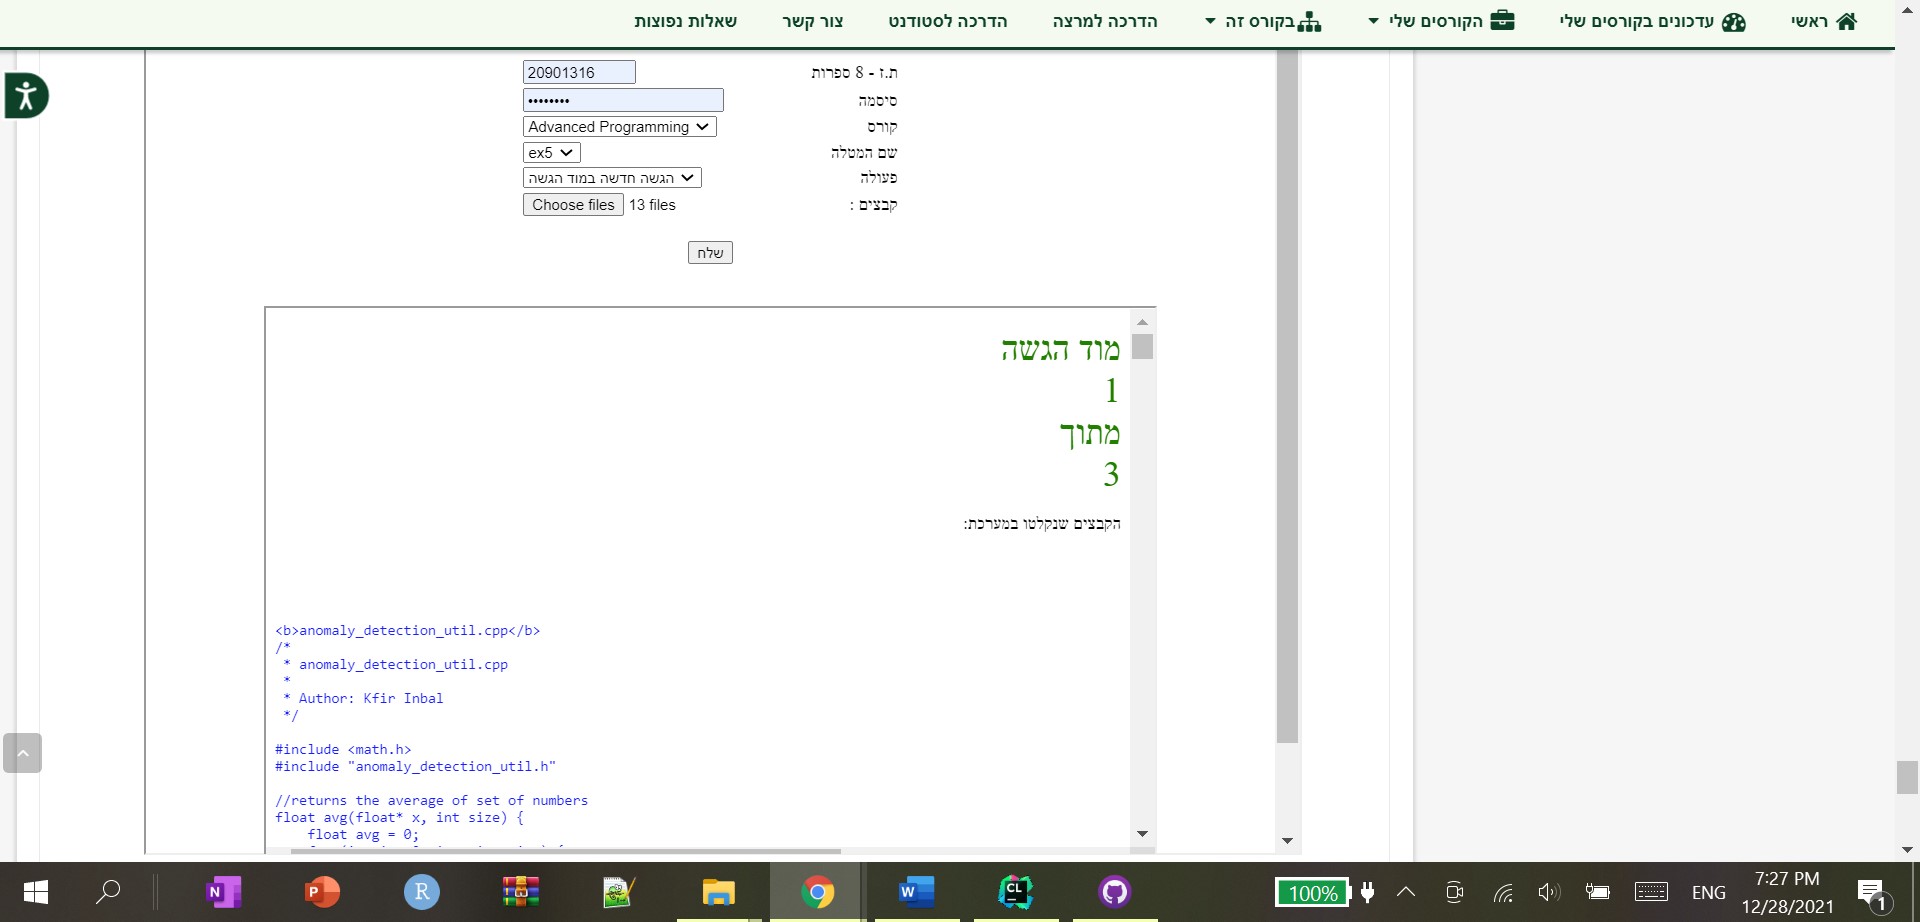 ראשי
עדכונים בקורסים שלי
הקורסים שלי
בקורס זה
הדרכה למרצה
הדרכה לסטודנט
צור קשר
שאלות נפוצות
ת.ז - 8 ספרות
20901316
סיסמה
••••••••
קורס
Advanced Programming
שם המטלה
ex5
פעולה
הגשה חדשה במוד הגשה
קבצים :
Choose files 13 files
שלח
מוד הגשה
1
מתוך
3
הקבצים שנקלטו במערכת:
<b>anomaly_detection_util.cpp</b>
/*
* anomaly_detection_util.cpp
*
* Author: Kfir Inbal
*/
#include <math.h>
#include "anomaly_detection_util.h"
//returns the average of set of numbers
float avg(float* x, int size) {
float avg = 0;
N
P
R
W
CL
100%
ENG
7:27 PM
12/28/2021
1